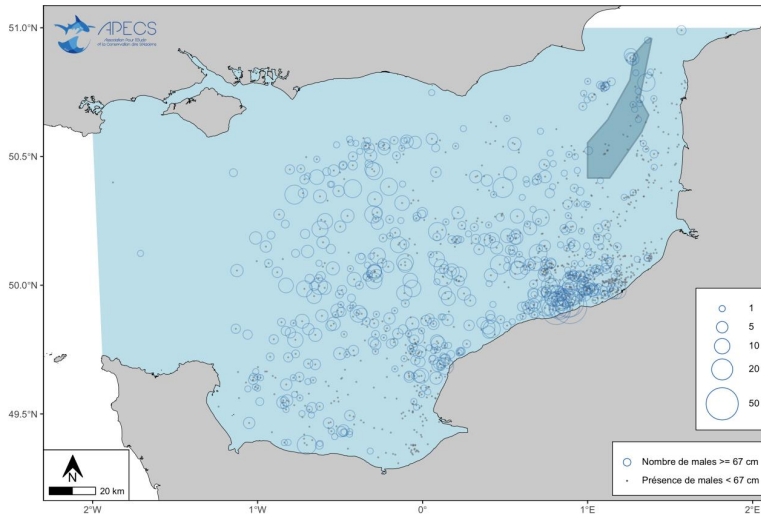 51.0°N
APECS
Association Pour l'Étude
et la Conservation des Sélaciens
50.5°N
50.0°N
49.5°N
1
5
10
20
50
Nombre de males >= 67 cm
Présence de males < 67 cm
N
20 km
2°W
1°W
0°
1°E
2°E